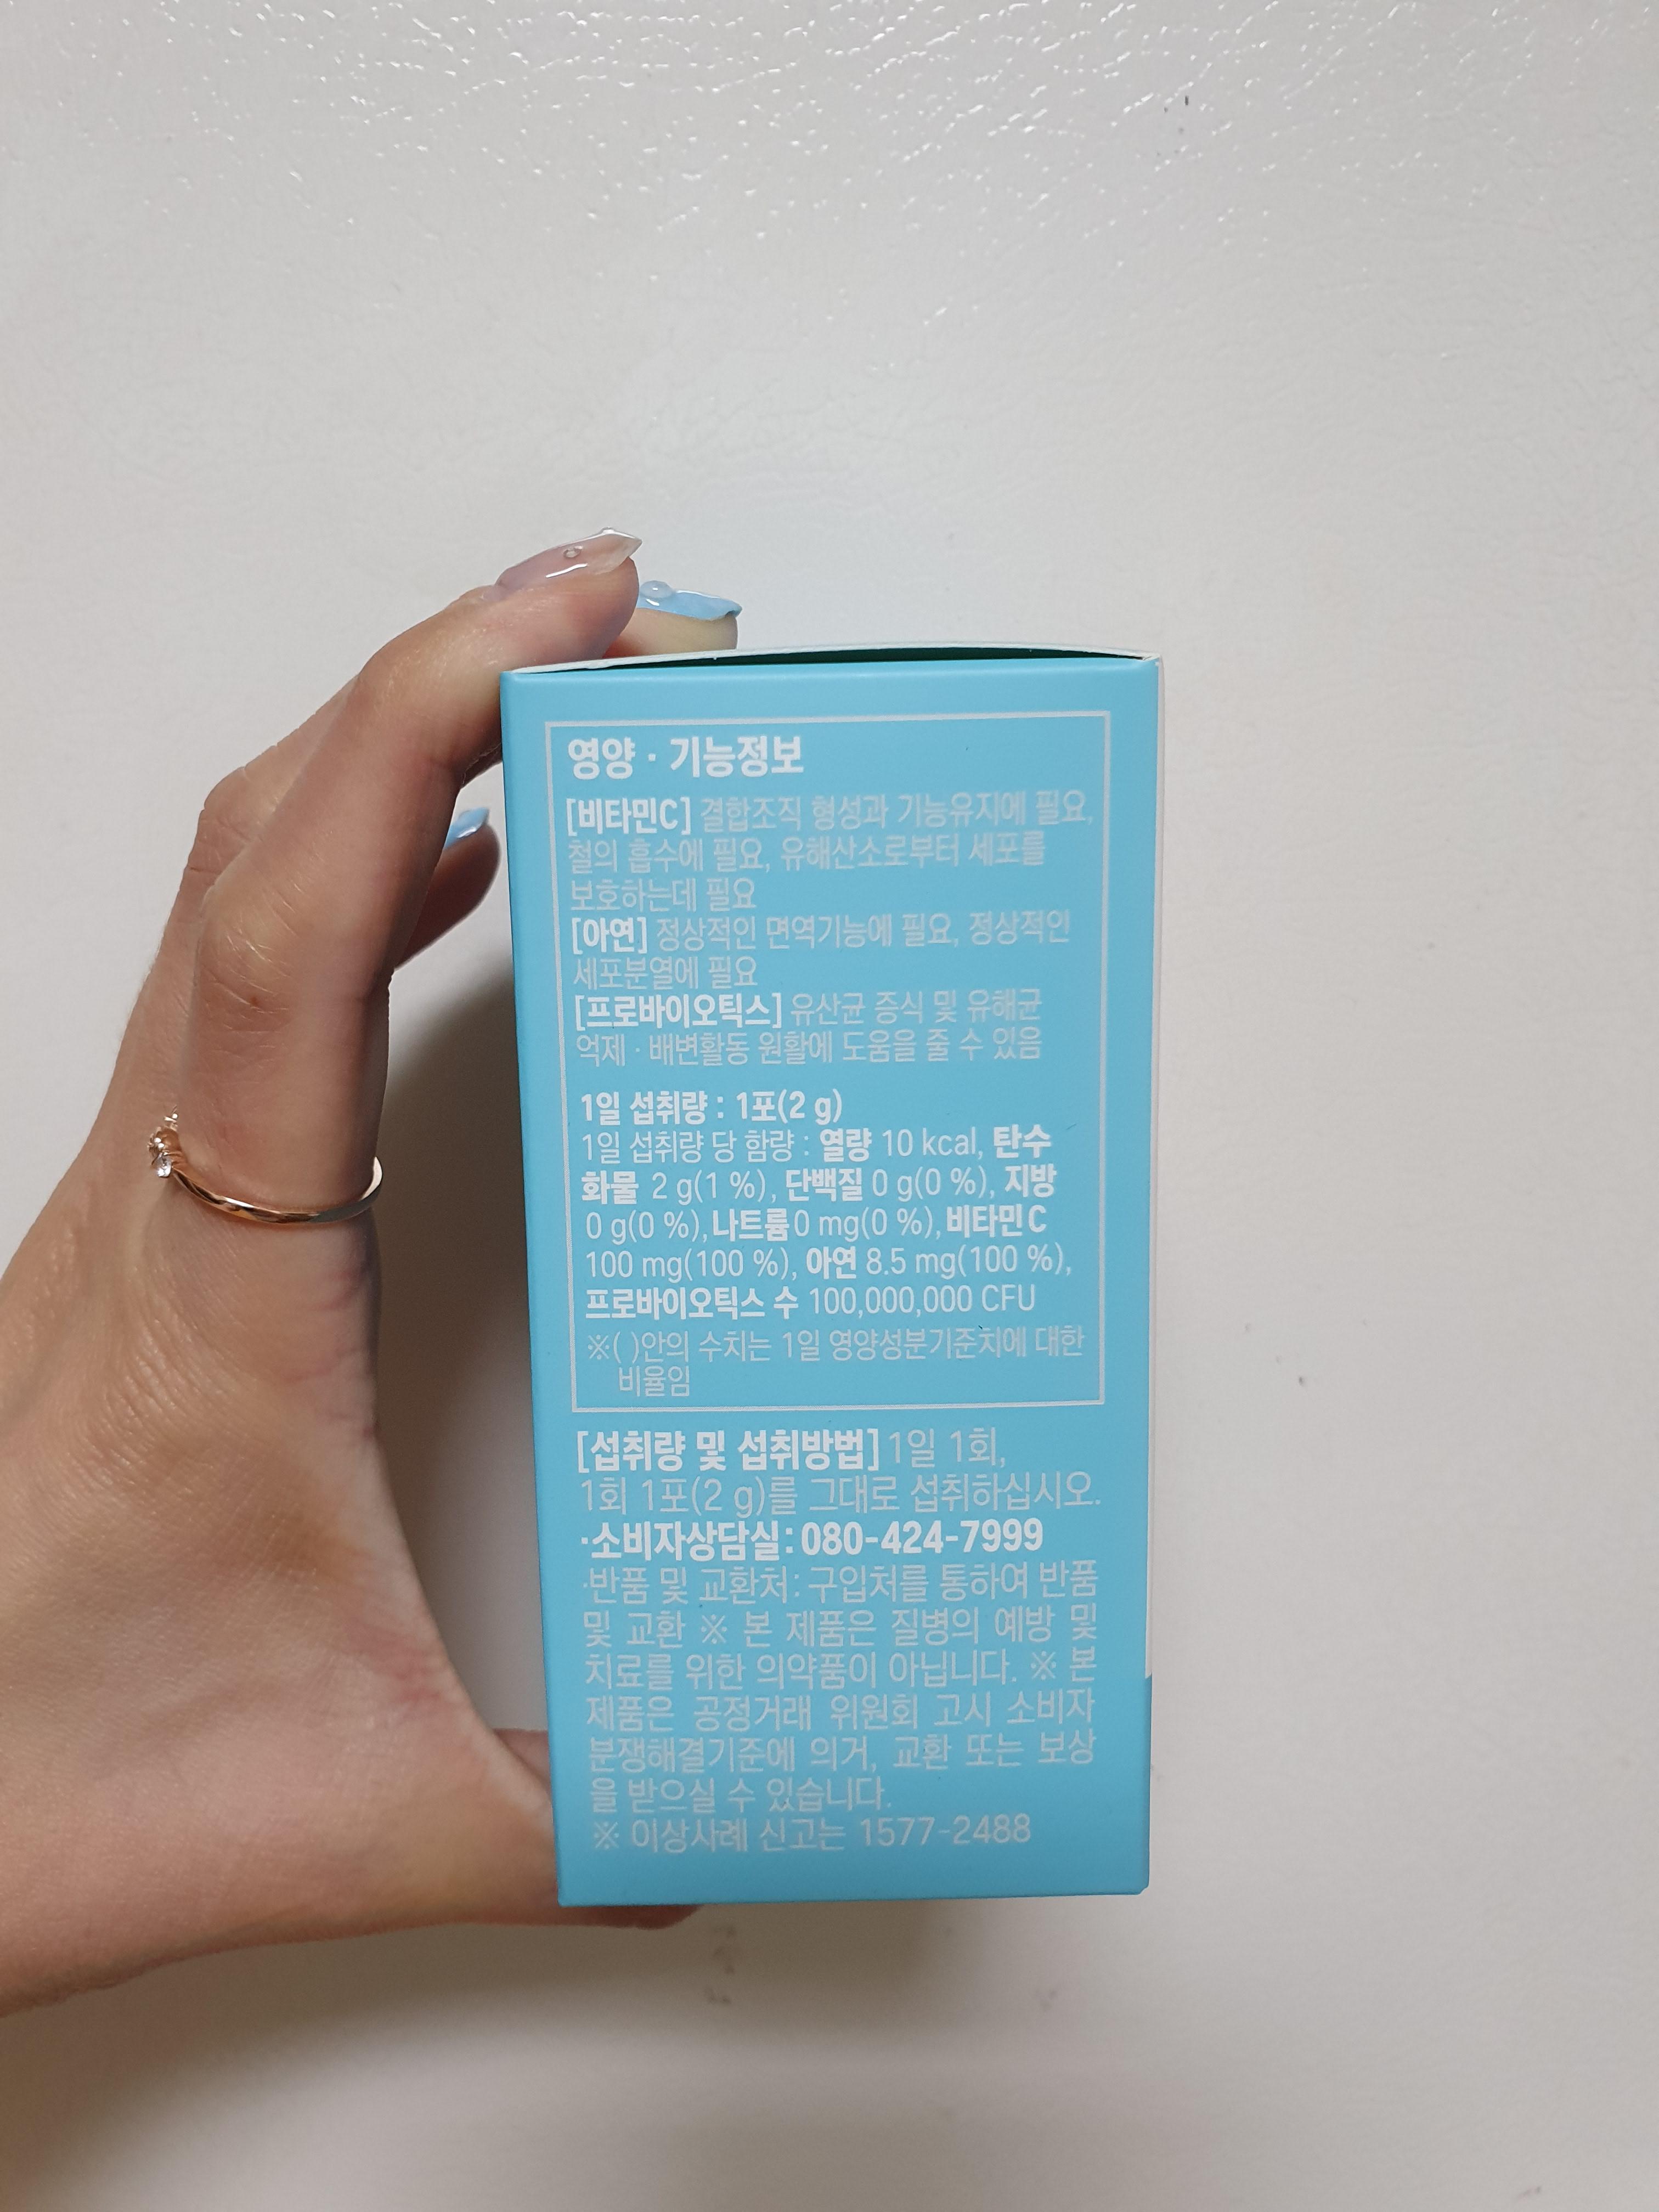 영양 · 기능정보
[비타민C] 결합조직 형성과 기능유지에 필요,
철의 흡수에 필요, 유해산소로부터 세포를
보호하는데 필요
[아연] 정상적인 면역기능에 필요, 정상적인
세포분열에 필요
[프로바이오틱스] 유산균 증식 및 유해균
억제 · 배변활동 원활에 도움을 줄 수 있음
1일 섭취량 : 1포(2 g)
1일 섭취량 당 함량 : 열량 10 kcal, 탄수
화물 2 g(1 %), 단백질 0 g(0 %), 지방
0 g(0 %), 나트륨 0 mg(0 %), 비타민C
100 mg(100 %), 아연 8.5 mg(100 %),
프로바이오틱스 수 100,000,000 CFU
※( )안의 수치는 1일 영양성분기준치에 대한
비율임
[섭취량 및 섭취방법] 1일 1회,
1회 1포(2 g)를 그대로 섭취하십시오.
·소비자상담실: 080-424-7999
·반품 및 교환처: 구입처를 통하여 반품
및 교환 ※ 본 제품은 질병의 예방 및
치료를 위한 의약품이 아닙니다. ※ 본
제품은 공정거래 위원회 고시 소비자
분쟁해결기준에 의거, 교환 또는 보상
을 받으실 수 있습니다.
※ 이상사례 신고는 1577-2488